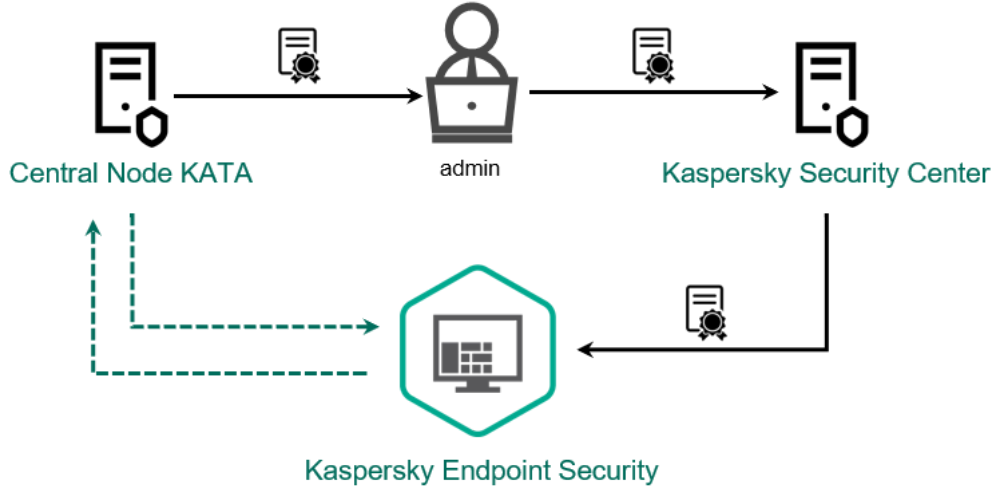 admin
Central Node KATA
Kaspersky Security Center
Kaspersky Endpoint Security